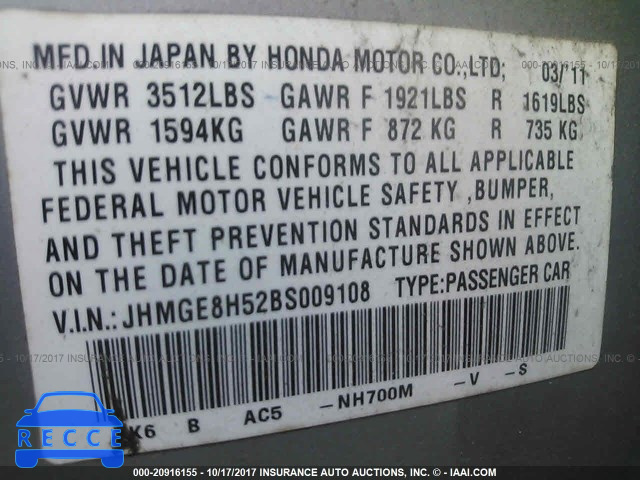 MFD.IN JAPAN BY HONDA MOTOR CO.,LTD; 03/11
GVWR 3512LBS GAWR F 1921LBS R 1619LBS
GVWR 1594KG GAWR F 872 KG R 735 KG
THIS VEHICLE CONFORMS TO ALL APPLICABLE
FEDERAL MOTOR VEHICLE SAFETY ,BUMPER,
AND THEFT PREVENTION STANDARDS IN EFFECT
ON THE DATE OF MANUFACTURE SHOWN ABOVE.
V.I.N.:JHMGE8H52BS009108 TYPE:PASSENGER CAR
K6 B AC5 -NH700M -V -S
RECCE
000-20916155 - 10/17/2017 INSURANCE AUTO AUCTIONS, INC. - © - IAAI.COM